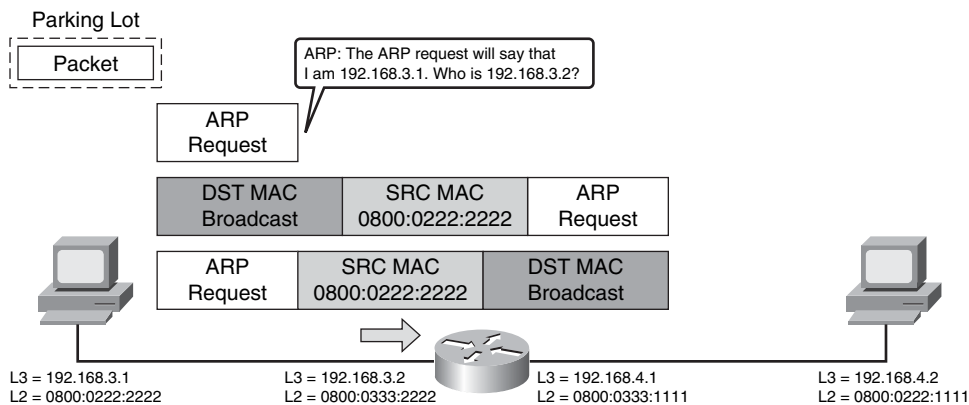 Parking Lot
Packet
ARP: The ARP request will say that
I am 192.168.3.1. Who is 192.168.3.2?
ARP
Request
DST MAC
Broadcast
SRC MAC
0800:0222:2222
ARP
Request
ARP
Request
SRC MAC
0800:0222:2222
DST MAC
Broadcast
L3 = 192.168.3.1
L2 = 0800:0222:2222
L3 = 192.168.3.2
L2 = 0800:0333:2222
L3 = 192.168.4.1
L2 = 0800:0333:1111
L3 = 192.168.4.2
L2 = 0800:0222:1111